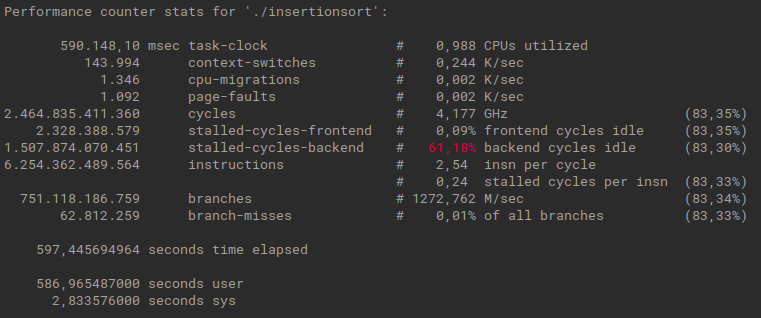 Performance counter stats for './insertionsort':
590.148,10 msec task-clock # 0,988 CPUs utilized
143.994 context-switches # 0,244 K/sec
1.346 cpu-migrations # 0,002 K/sec
1.092 page-faults # 0,002 K/sec
2.464.835.411.360 cycles # 4,177 GHz (83,35%)
2.328.388.579 stalled-cycles-frontend # 0,09% frontend cycles idle (83,35%)
1.507.874.070.451 stalled-cycles-backend # 61,18% backend cycles idle (83,30%)
6.254.362.489.564 instructions # 2,54 insn per cycle
# 0,24 stalled cycles per insn (83,33%)
751.118.186.759 branches # 1272,762 M/sec (83,34%)
62.812.259 branch-misses # 0,01% of all branches (83,33%)
597,445694964 seconds time elapsed
586,965487000 seconds user
2,833576000 seconds sys